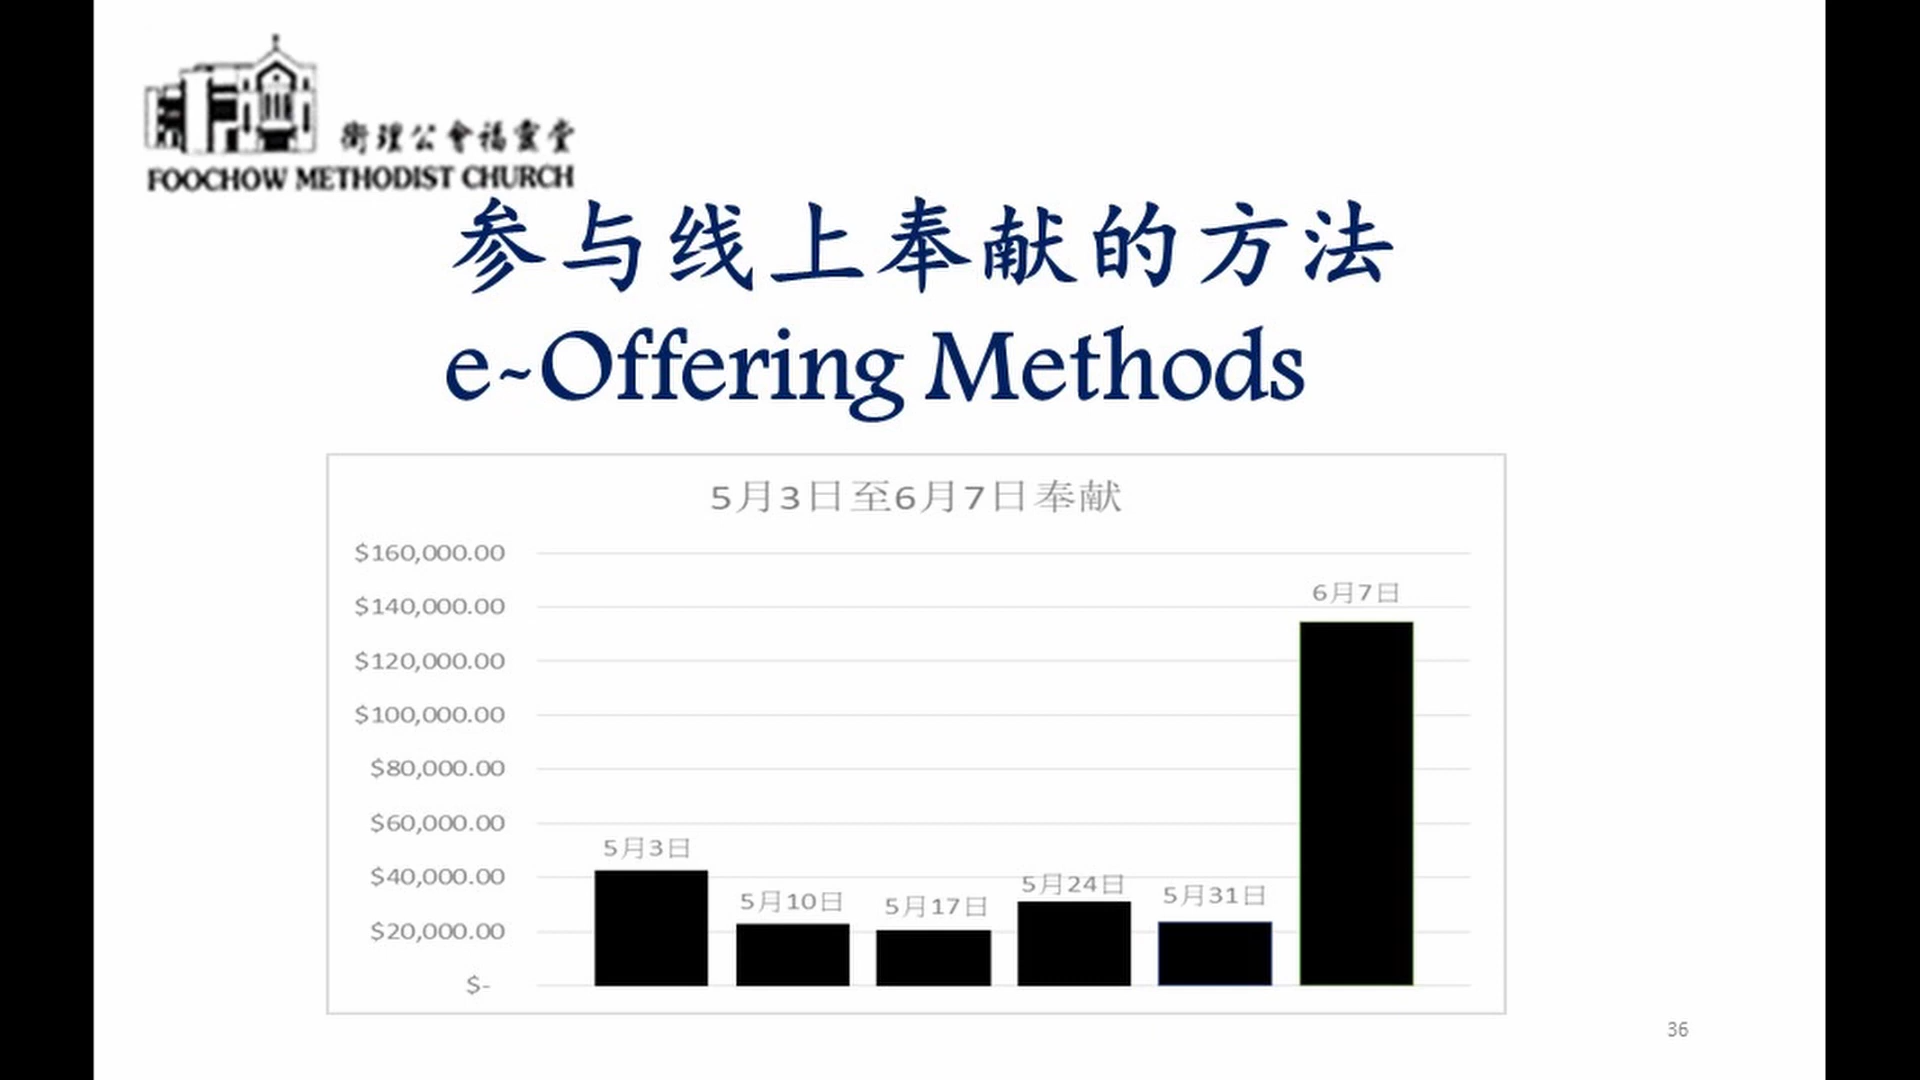 衛理公會福靈堂
FOOCHOW METHODIST CHURCH
参与线上奉献的方法
e-Offering Methods
5月3日至6月7日奉献
$160,000.00
$140,000.00
$120,000.00
$100,000.00
$80,000.00
$60,000.00
$40,000.00
$20,000.00
$-
5月3日
5月10日
5月17日
5月24日
5月31日
6月7日
36